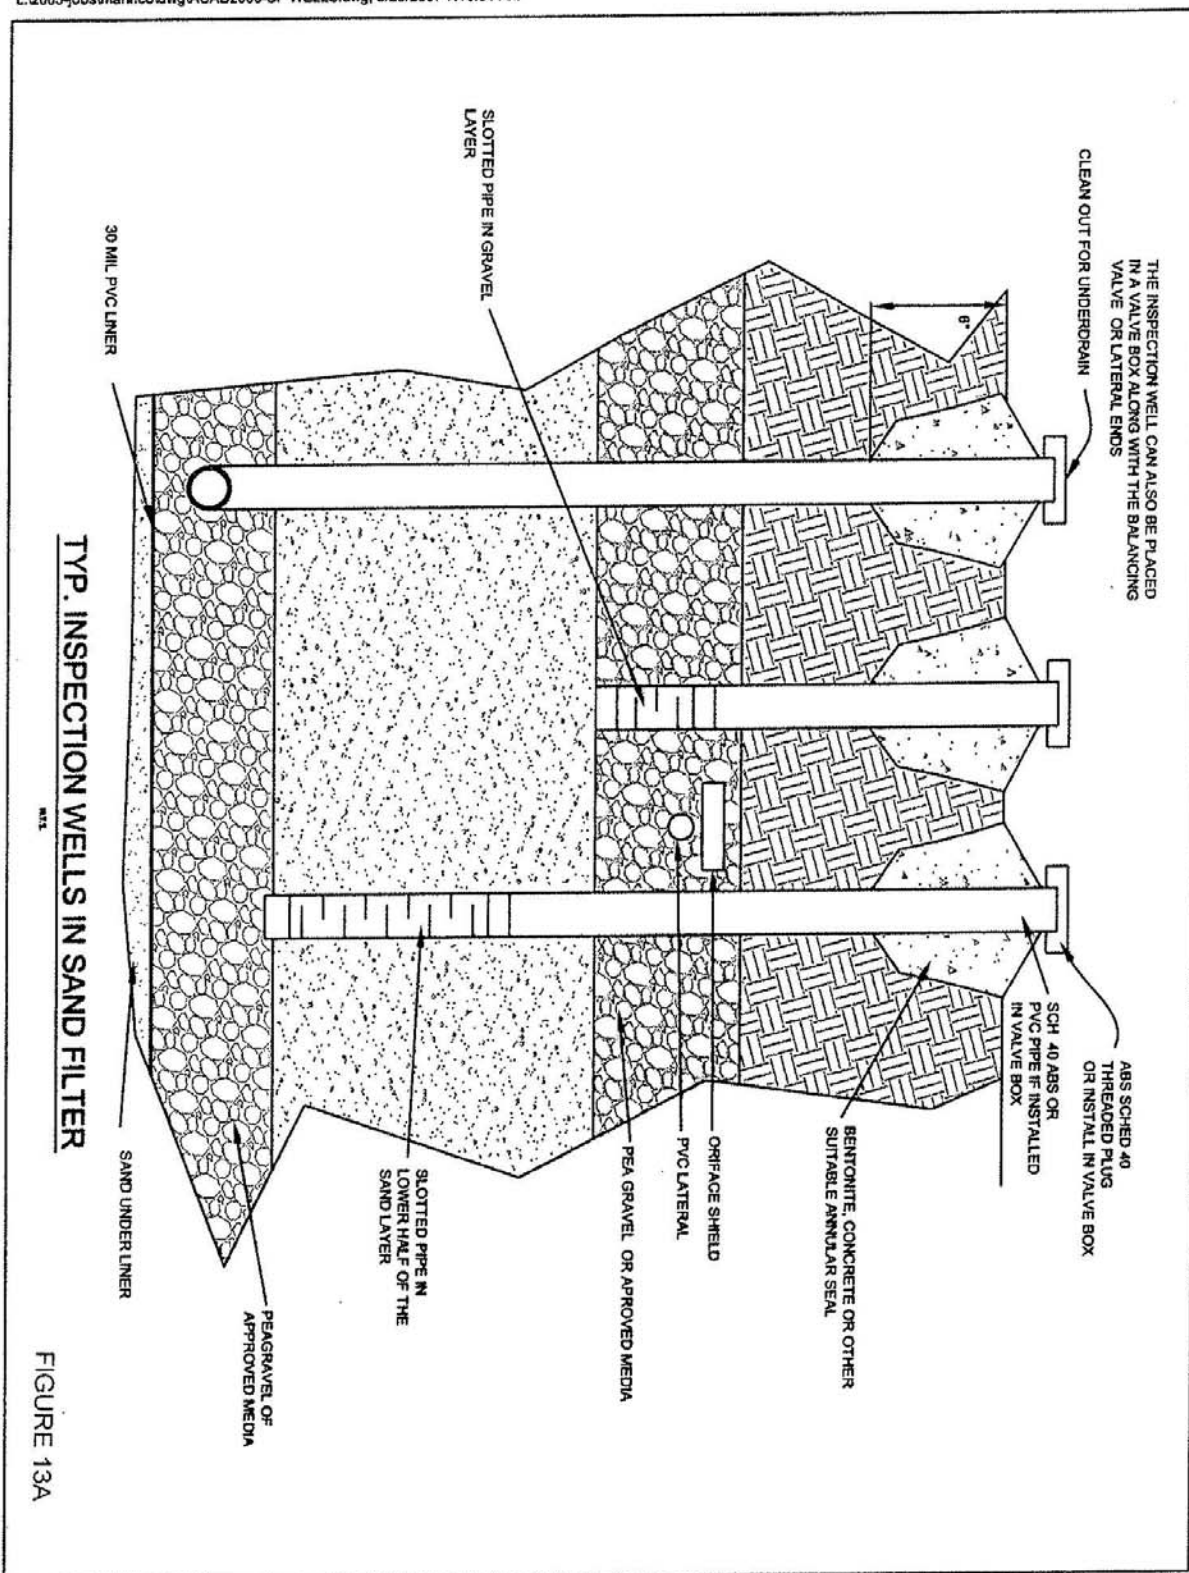 THE INSPECTION WELL CAN ALSO BE PLACED
IN A VALVE BOX ALONG WITH THE BALANCING
VALVE OR LATERAL ENDS
CLEAN OUT FOR UNDERDRAIN
6"
SLOTTED PIPE IN GRAVEL
LAYER
30 MIL PVC LINER
ABS SCHED 40
THREADED PLUG
OR INSTALL IN VALVE BOX
SCH 40 ABS OR
PVC PIPE IF INSTALLED
IN VALVE BOX
BENTONITE, CONCRETE OR OTHER
SUITABLE ANNULAR SEAL
ORIFACE SHIELD
PVC LATERAL
PEA GRAVEL OR APROVED MEDIA
SLOTTED PIPE IN
LOWER HALF OF THE
SAND LAYER
PEAGRAVEL OF
APPROVED MEDIA
SAND UNDER LINER
TYP. INSPECTION WELLS IN SAND FILTER
N.T.S.
FIGURE 13A